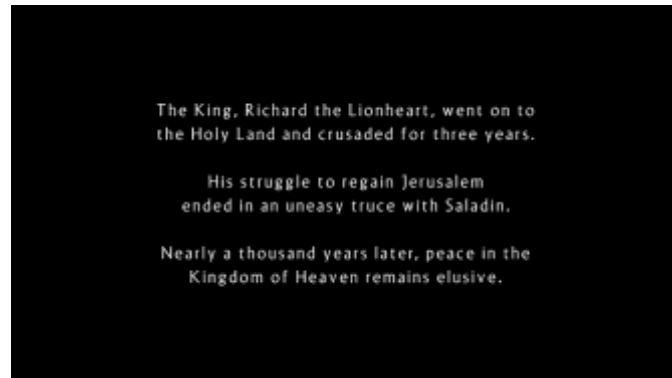 The King, Richard the Lionheart, went on to
the Holy Land and crusaded for three years.
His struggle to regain Jerusalem
ended in an uneasy truce with Saladin.
Nearly a thousand years later, peace in the
Kingdom of Heaven remains elusive.